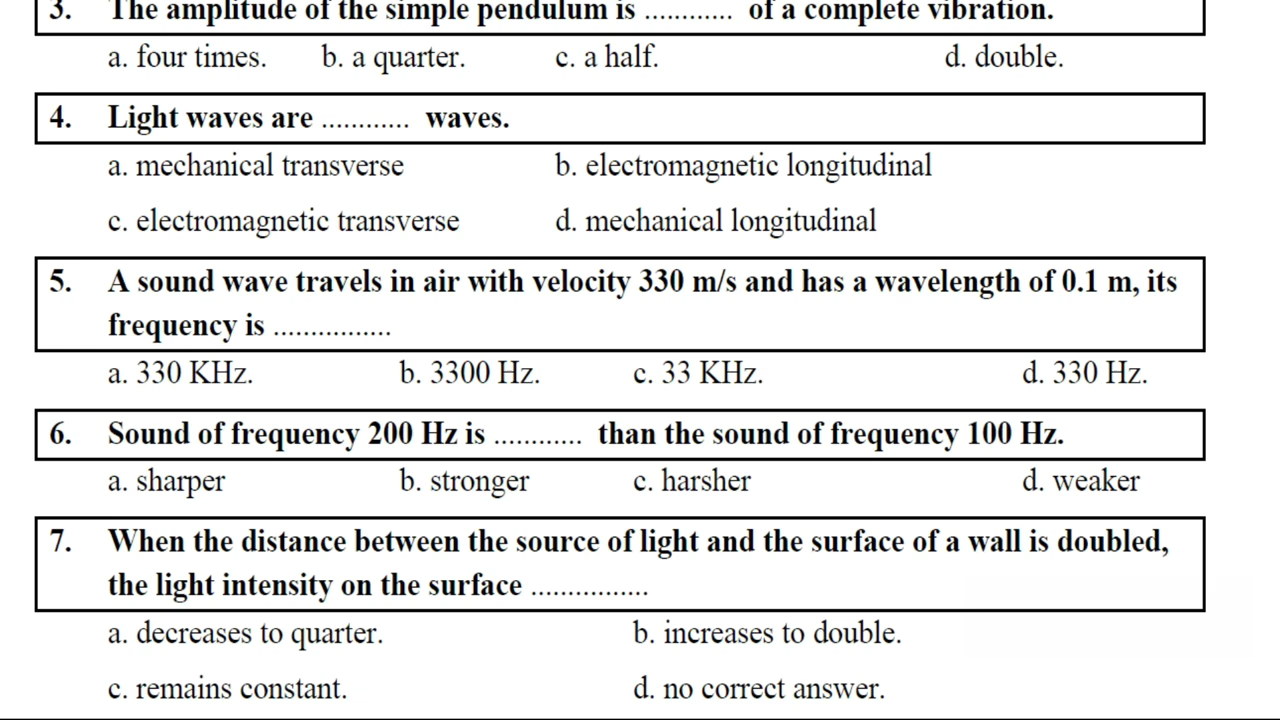 3. The amplitude of the simple pendulum is ............ of a complete vibration.
a. four times. b. a quarter. c. a half. d. double.
4. Light waves are ............ waves.
a. mechanical transverse b. electromagnetic longitudinal
c. electromagnetic transverse d. mechanical longitudinal
5. A sound wave travels in air with velocity 330 m/s and has a wavelength of 0.1 m, its
frequency is ................
a. 330 KHz. b. 3300 Hz. c. 33 KHz. d. 330 Hz.
6. Sound of frequency 200 Hz is ............ than the sound of frequency 100 Hz.
a. sharper b. stronger c. harsher d. weaker
7. When the distance between the source of light and the surface of a wall is doubled,
the light intensity on the surface ................
a. decreases to quarter. b. increases to double.
c. remains constant. d. no correct answer.